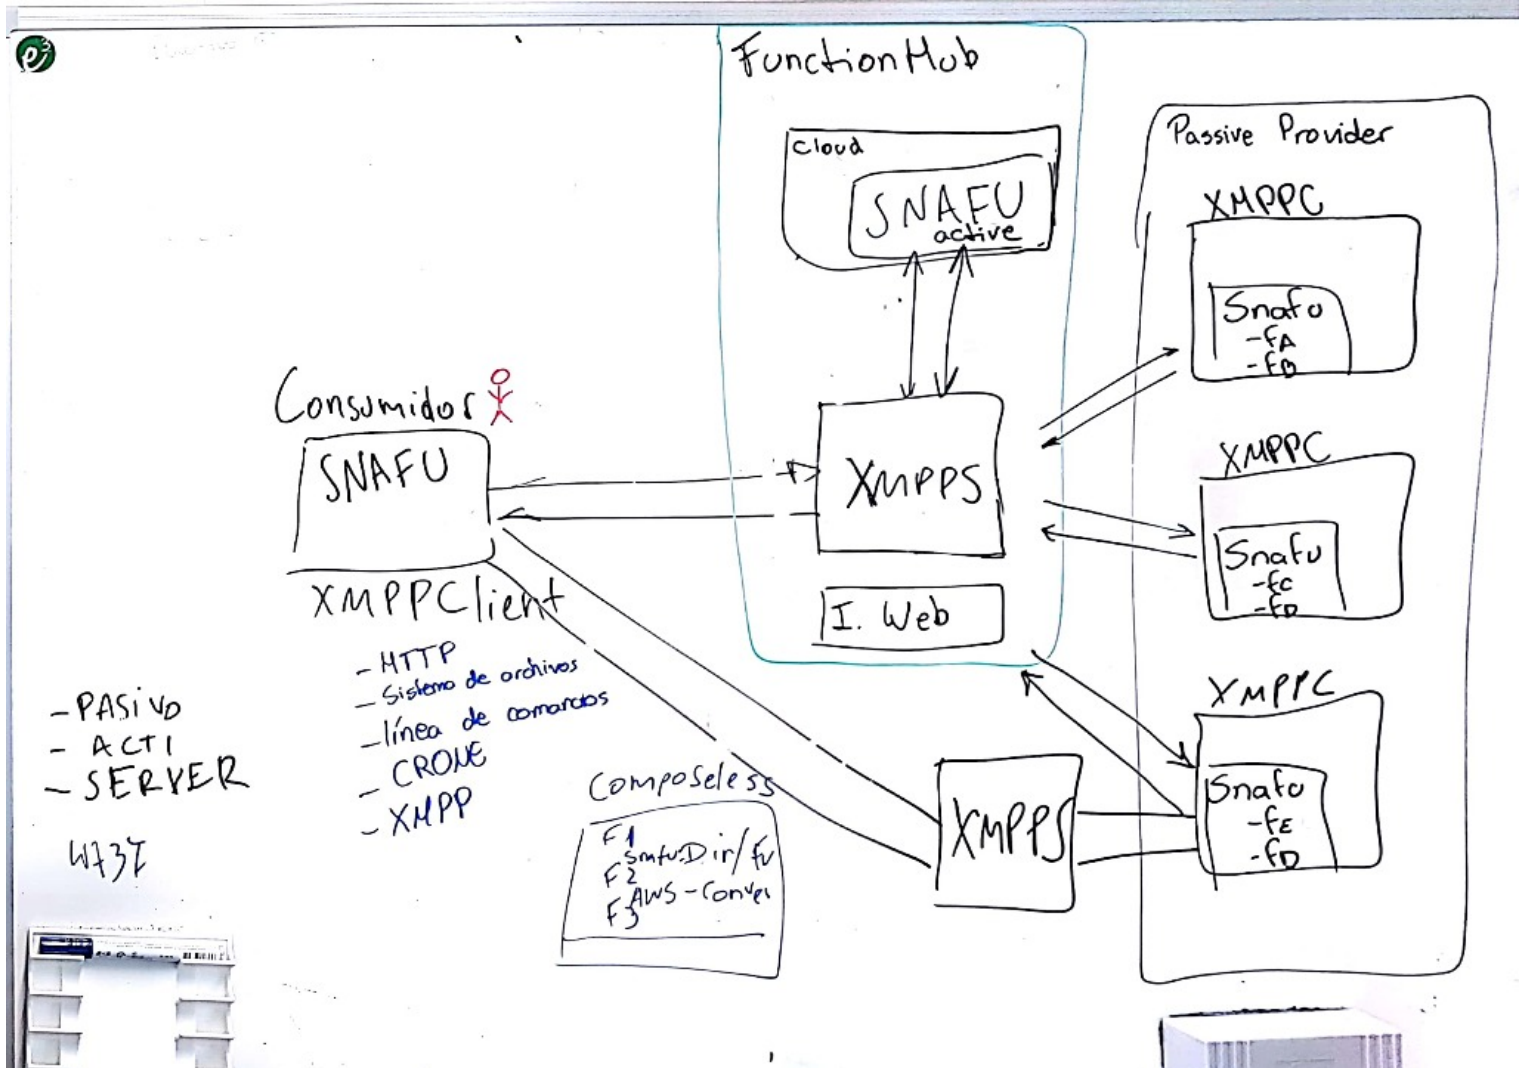 FunctionHub
Cloud
SNAFU
active
XMPPS
I. Web
Passive Provider
XMPPC
Snafu
-fA
-fB
XMPPC
Snafu
-fC
-fD
XMPPC
Snafu
-fE
-fD
Consumidor
SNAFU
XMPPClient
- HTTP
- Sistema de archivos
- línea de comandos
- CRONE
- XMPP
- PASIVO
- ACTI
- SERVER
Composeless
F1
Snafu:Dir/fu
F2
AWS-Conver
F3
XMPPS